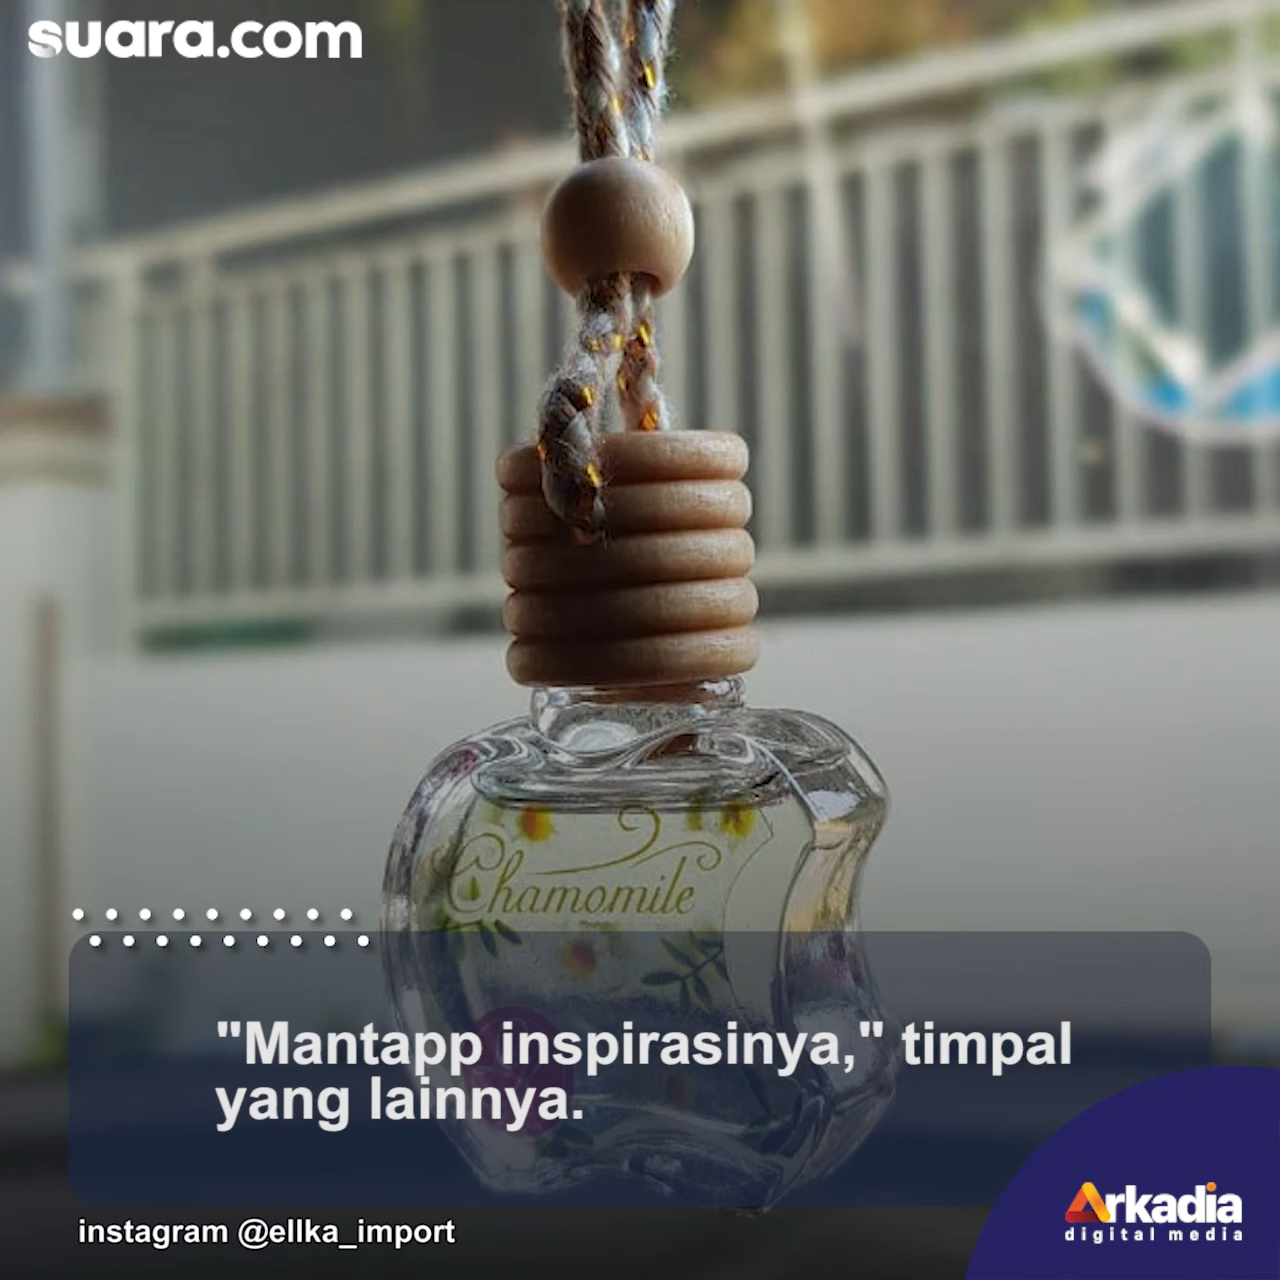 suara.com
Chamomile
"Mantapp inspirasinya," timpal
yang lainnya.
instagram @ellka_import
Arkadia
digital media